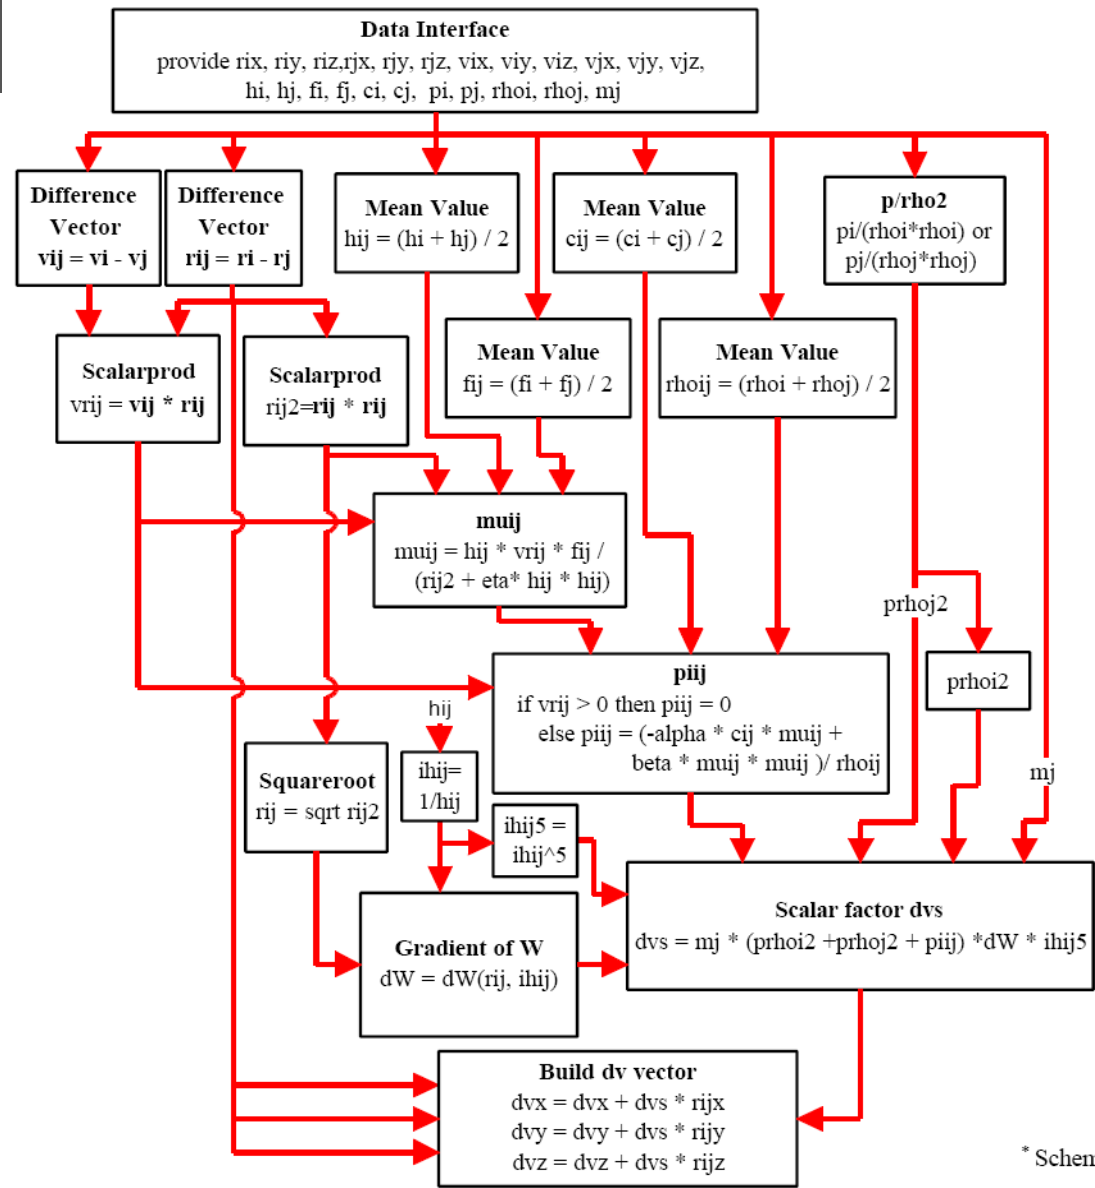 Data Interface
provide rix, riy, riz,rjx, rjy, rjz, vix, viy, viz, vjx, vjy, vjz,
hi, hj, fi, fj, ci, cj, pi, pj, rhoi, rhoj, mj
Difference
Vector
vij = vi - vj
Difference
Vector
rij = ri - rj
Mean Value
hij = (hi + hj) / 2
Mean Value
cij = (ci + cj) / 2
p/rho2
pi/(rhoi*rhoi) or
pj/(rhoj*rhoj)
Scalarprod
vrij = vij * rij
Scalarprod
rij2=rij * rij
Mean Value
fij = (fi + fj) / 2
Mean Value
rhoij = (rhoi + rhoj) / 2
muij
muij = hij * vrij * fij /
(rij2 + eta* hij * hij)
prhoj2
prhoi2
piij
if vrij > 0 then piij = 0
else piij = (-alpha * cij * muij +
beta * muij * muij )/ rhoij
hij
mj
Squareroot
rij = sqrt rij2
ihij=
1/hij
ihij5 =
ihij^5
Scalar factor dvs
dvs = mj * (prhoi2 +prhoj2 + piij) *dW * ihij5
Gradient of W
dW = dW(rij, ihij)
Build dv vector
dvx = dvx + dvs * rijx
dvy = dvy + dvs * rijy
dvz = dvz + dvs * rijz
* Schem